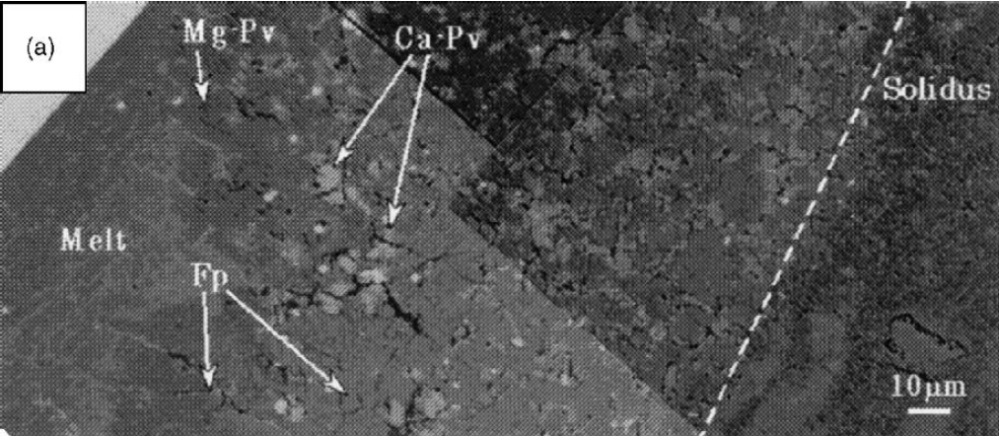 (a)
Mg-Pv
Ca-Pv
Solidus
Melt
Fp
10μm